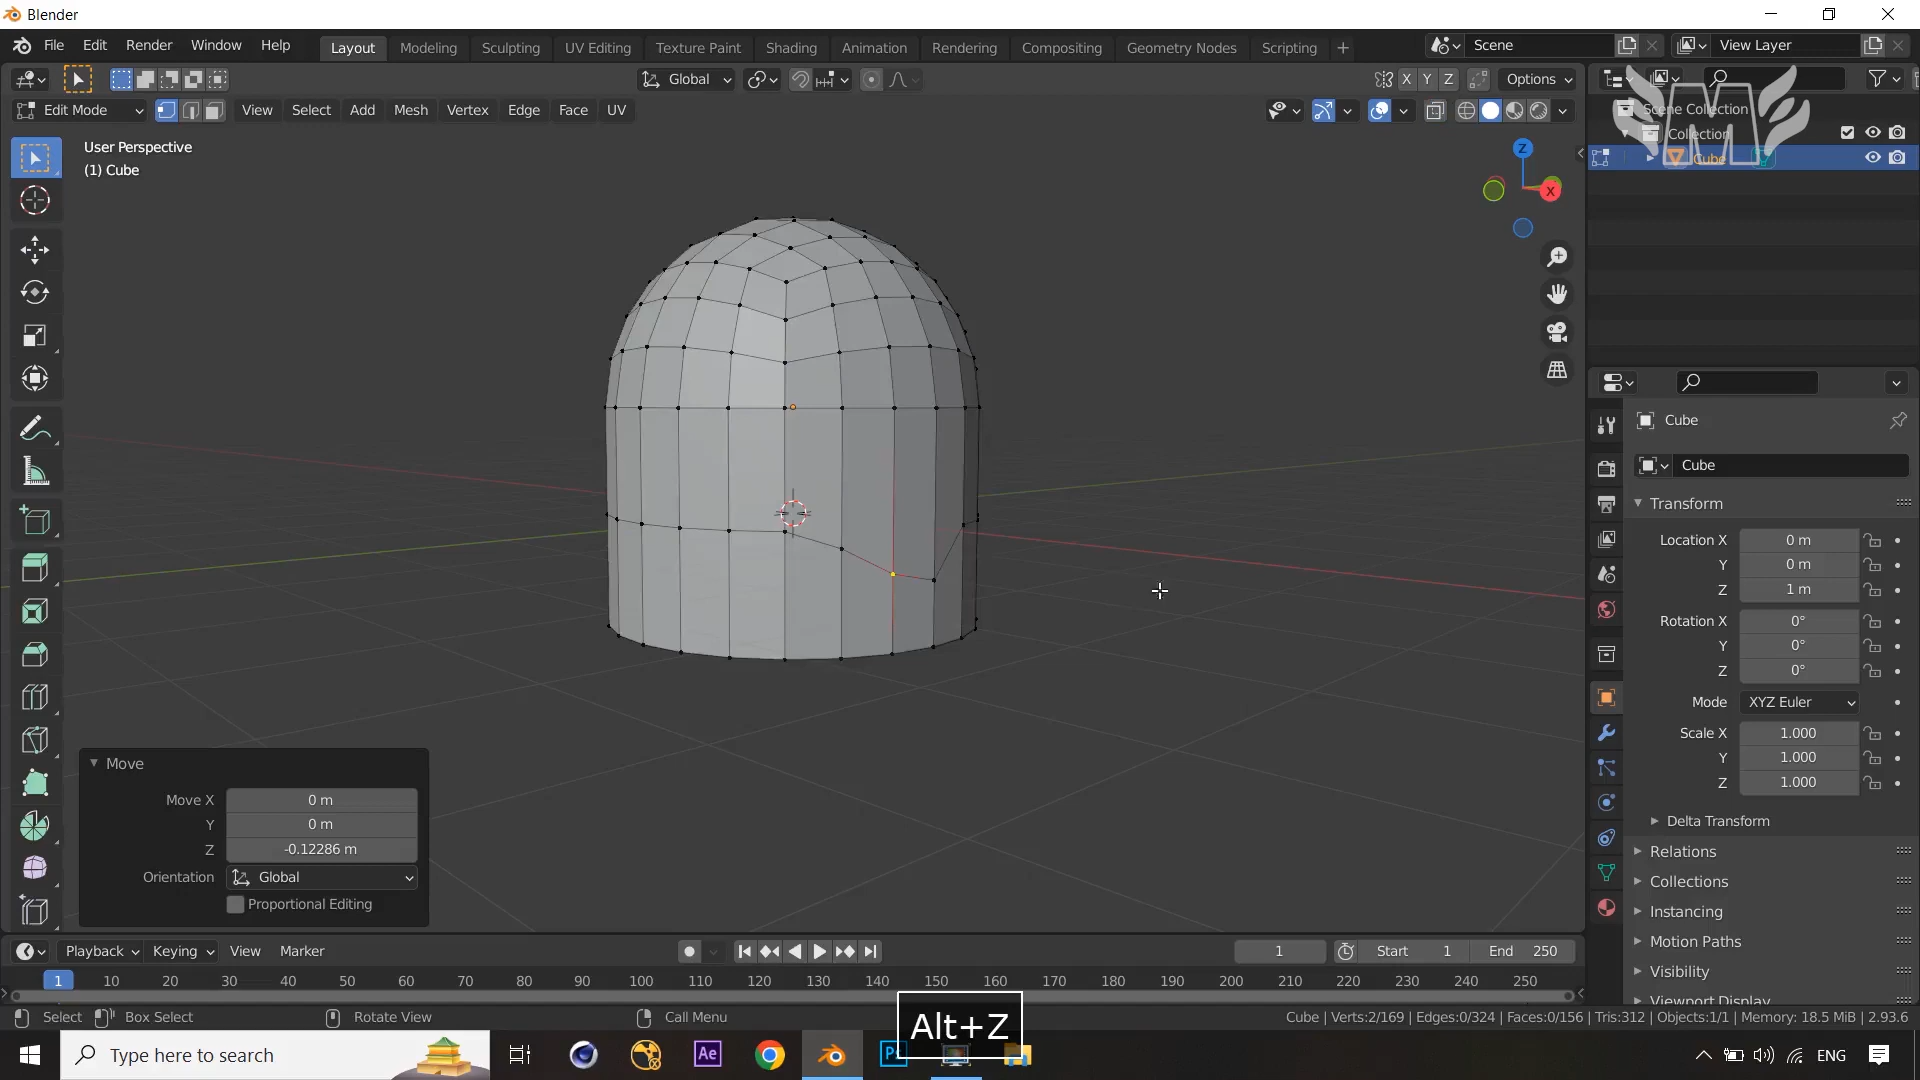 Blender
File Edit Render Window Help Layout Modeling Sculpting UV Editing Texture Paint Shading Animation Rendering Compositing Geometry Nodes Scripting + Scene View Layer
Global X Y Z Options
Edit Mode View Select Add Mesh Vertex Edge Face UV
Scene Collection
Collection
Cube
User Perspective
(1) Cube
Z
X
Cube
Cube
Transform
Location X 0 m
Y 0 m
Z 1 m
Rotation X 0°
Y 0°
Z 0°
Mode XYZ Euler
Scale X 1.000
Y 1.000
Z 1.000
Delta Transform
Relations
Collections
Instancing
Motion Paths
Visibility
Viewport Display
Move
Move X 0 m
Y 0 m
Z -0.12286 m
Orientation Global
Proportional Editing
Playback Keying View Marker 1 Start 1 End 250
1 10 20 30 40 50 60 70 80 90 100 110 120 130 140 150 160 170 180 190 200 210 220 230 240 250
Select Box Select Rotate View Call Menu Cube | Verts:2/169 | Edges:0/324 | Faces:0/156 | Tris:312 | Objects:1/1 | Memory: 18.5 MiB | 2.93.6
Alt+Z
Type here to search Ae ENG